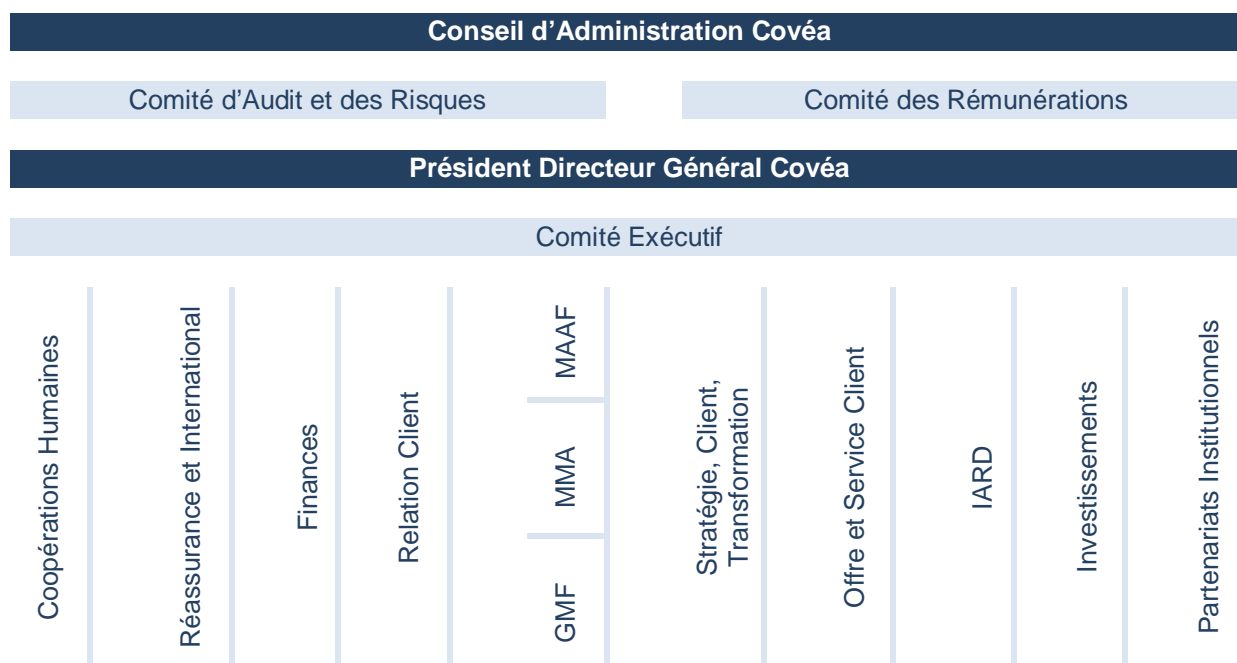 Conseil d'Administration Covéa
Comité d'Audit et des Risques
Comité des Rémunérations
Président Directeur Général Covéa
Comité Exécutif
Coopérations Humaines
Réassurance et International
Finances
Relation Client
MAAF
MMA
GMF
Stratégie, Client,
Transformation
Offre et Service Client
IARD
Investissements
Partenariats Institutionnels